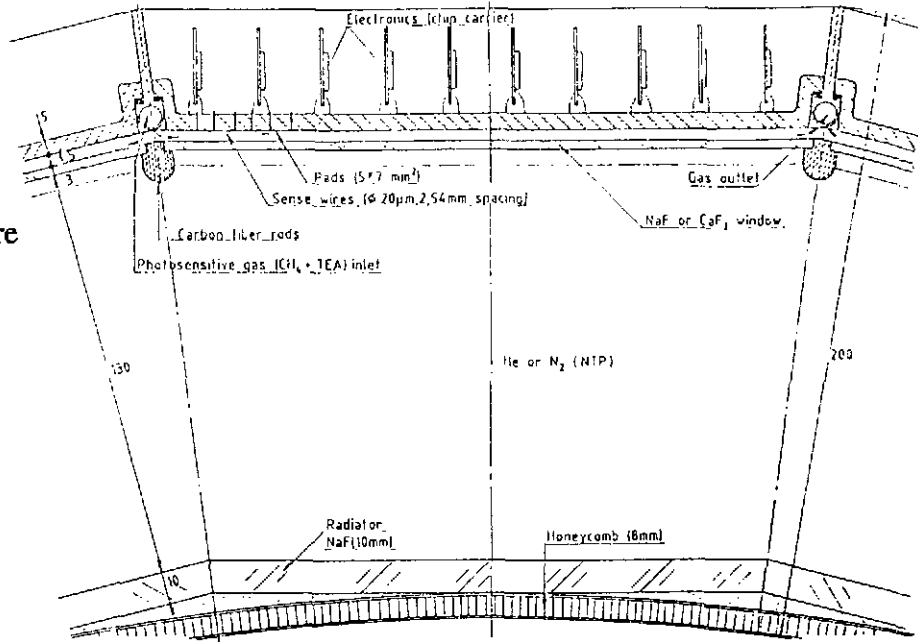 Electronics (chip carrier)
5
1,5
3
Pads (5*7 mm²)
Gas outlet
Sense wires (Φ 20µm, 2,54mm spacing)
NaF or CaF₂ window
re
Carbon fiber rods
Photosensitive gas (CH₄ + TEA) inlet
130
He or N₂ (NTP)
200
Radiator
NaF(10mm)
Honeycomb (8mm)
10